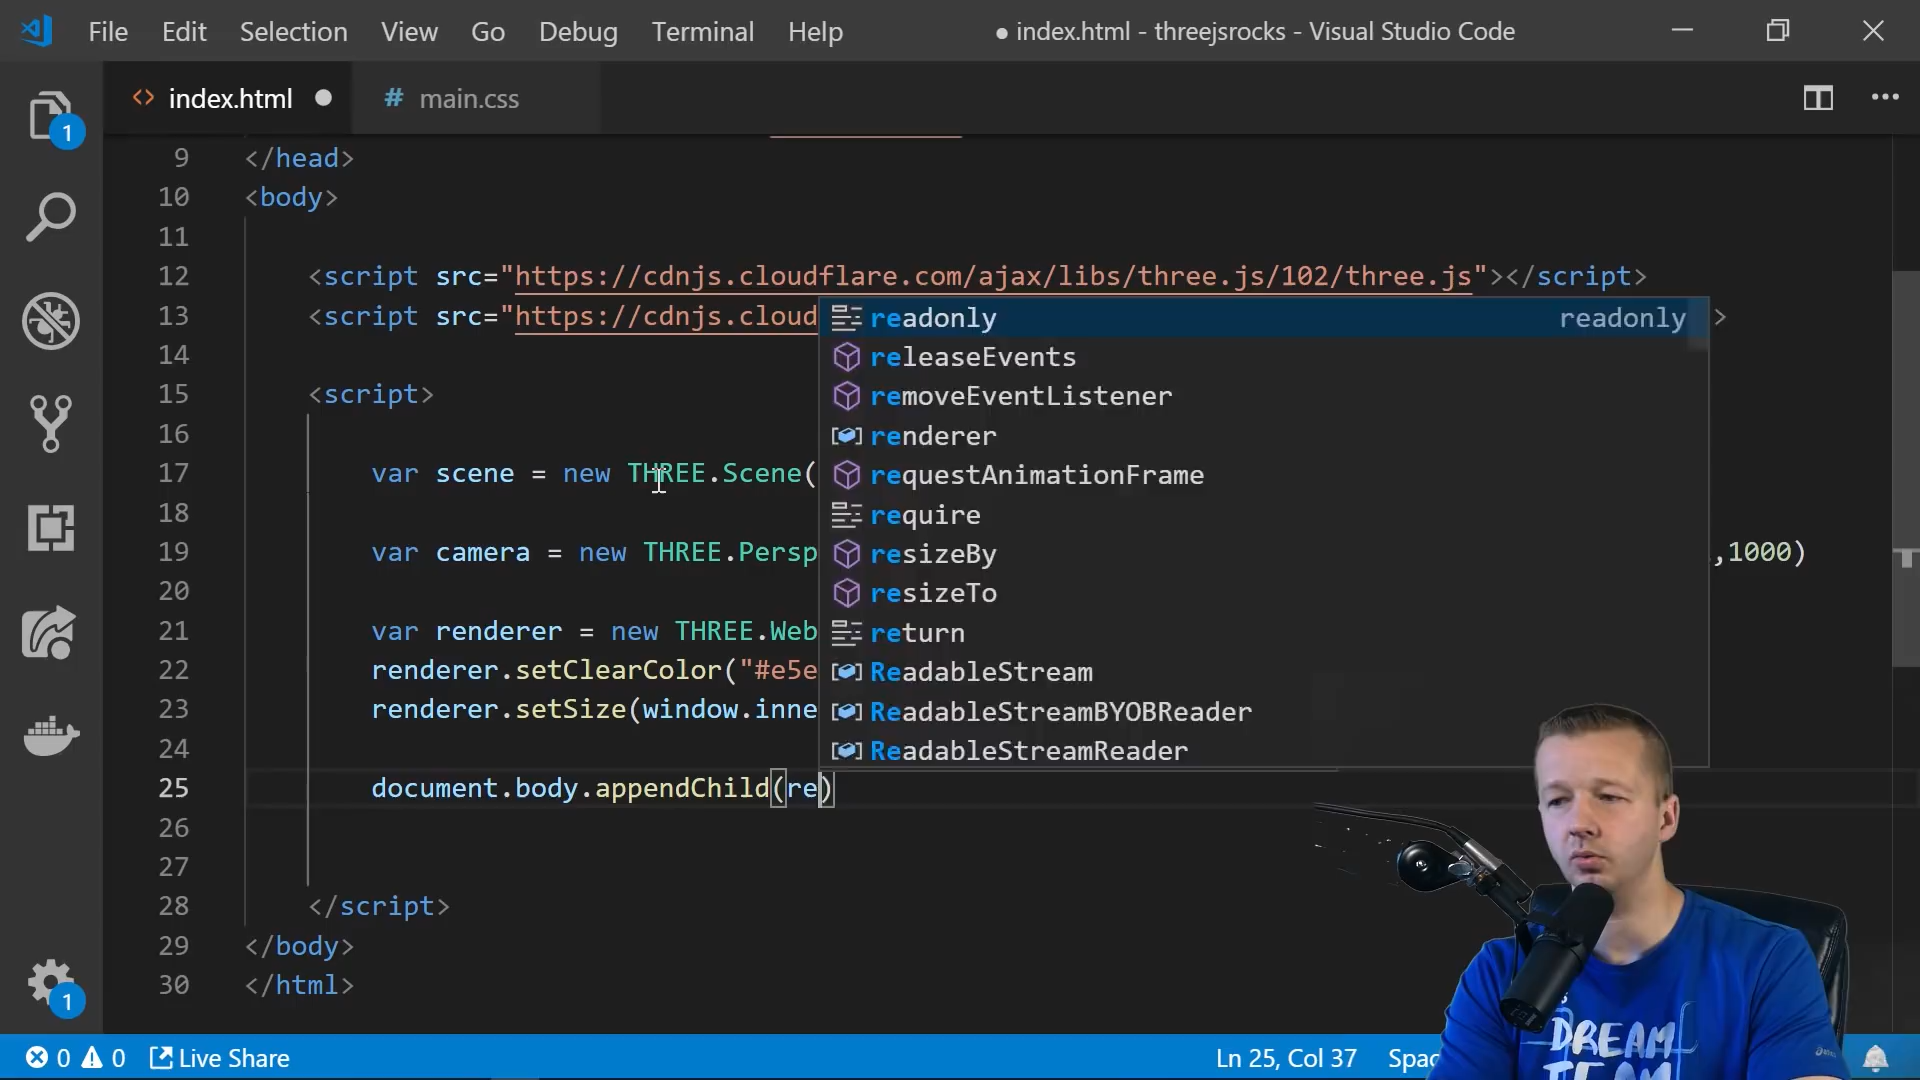 File Edit Selection View Go Debug Terminal Help
● index.html - threejsrocks - Visual Studio Code
<> index.html ●
# main.css
1
9 </head>
10 <body>
11
12 <script src="https://cdnjs.cloudflare.com/ajax/libs/three.js/102/three.js"></script>
13 <script src="https://cdnjs.cloud >
14
15 <script>
16
17 var scene = new THREE.Scene(
18
19 var camera = new THREE.Persp ,1000)
20
21 var renderer = new THREE.Web
22 renderer.setClearColor("#e5e
23 renderer.setSize(window.inne
24
25 document.body.appendChild(re)
26
27
28 </script>
29 </body>
30 </html>
readonly readonly
releaseEvents
removeEventListener
renderer
requestAnimationFrame
require
resizeBy
resizeTo
return
ReadableStream
ReadableStreamBYOBReader
ReadableStreamReader
1
DREAM
TEAM
0 0 Live Share
Ln 25, Col 37 Spac